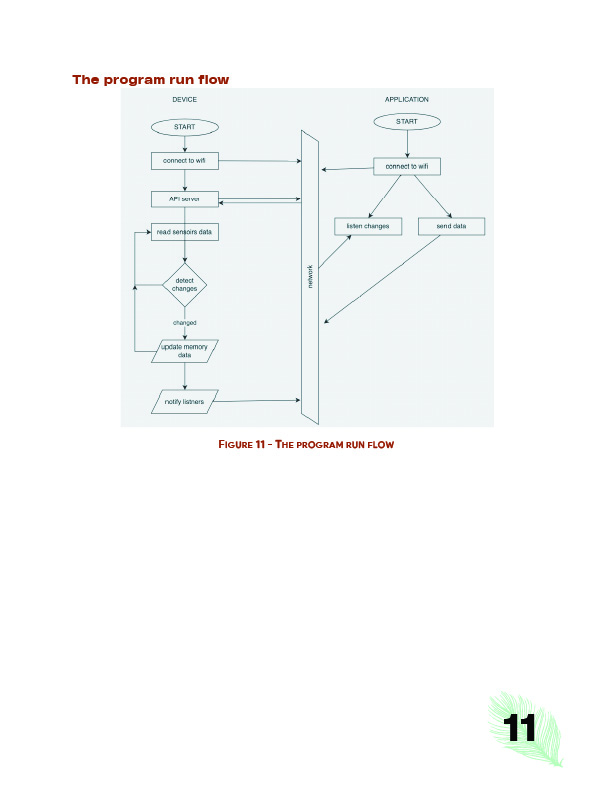 The program run flow
DEVICE
APPLICATION
START
START
connect to wifi
connect to wifi
API server
read sensoirs data
listen changes
send data
detect
changes
network
changed
update memory
data
notify listners
FIGURE 11 - THE PROGRAM RUN FLOW
11